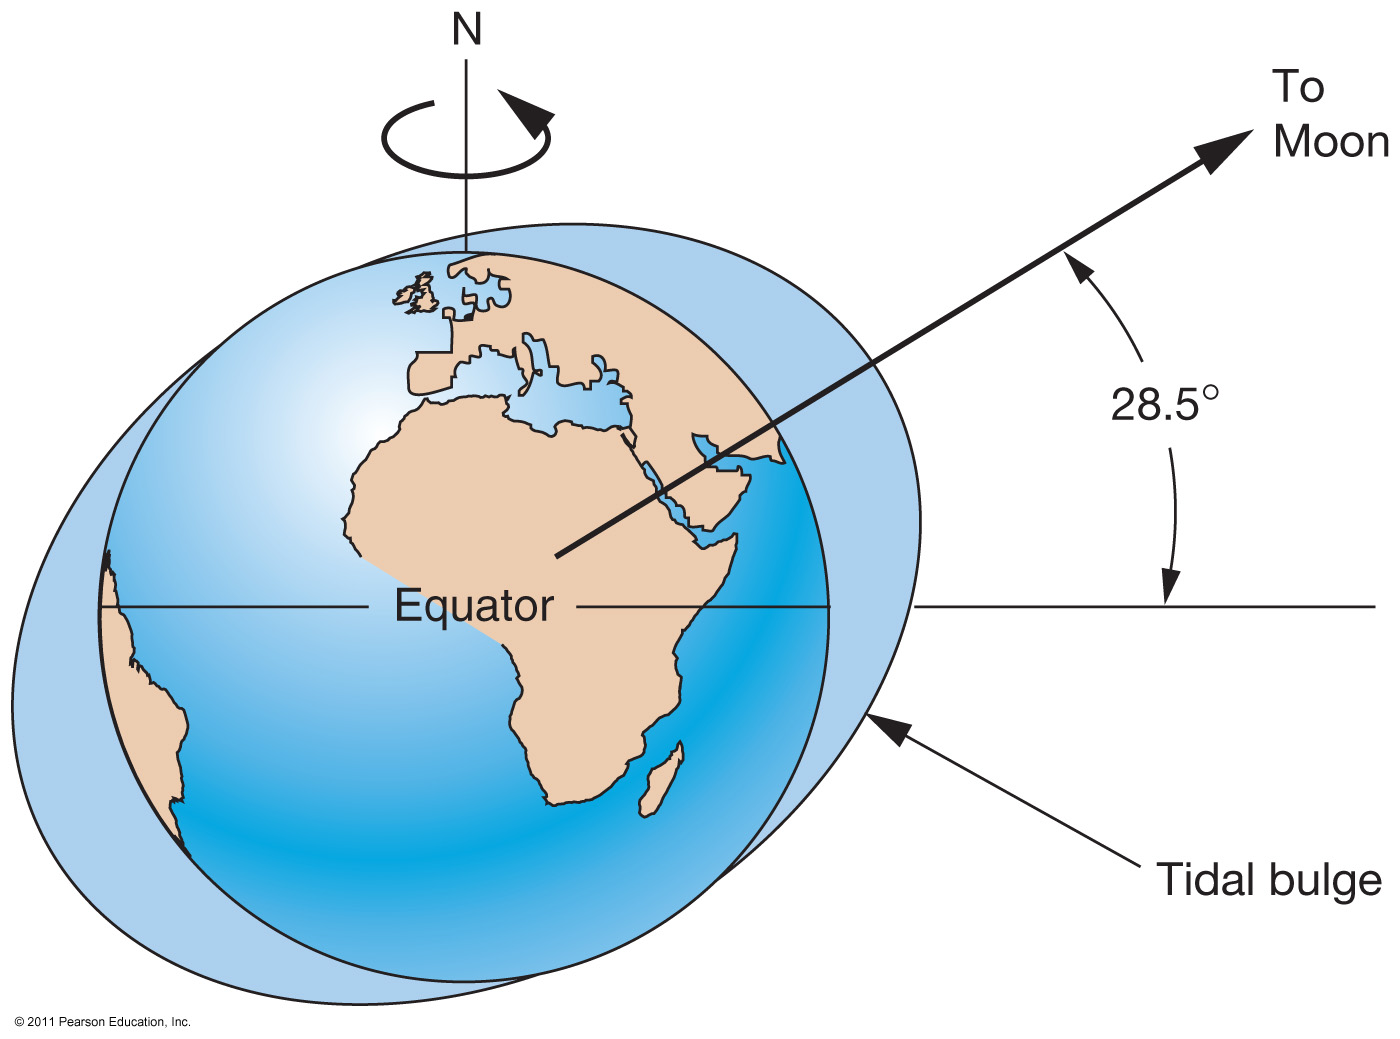 N
To
Moon
28.5°
Equator
Tidal bulge
© 2011 Pearson Education, Inc.